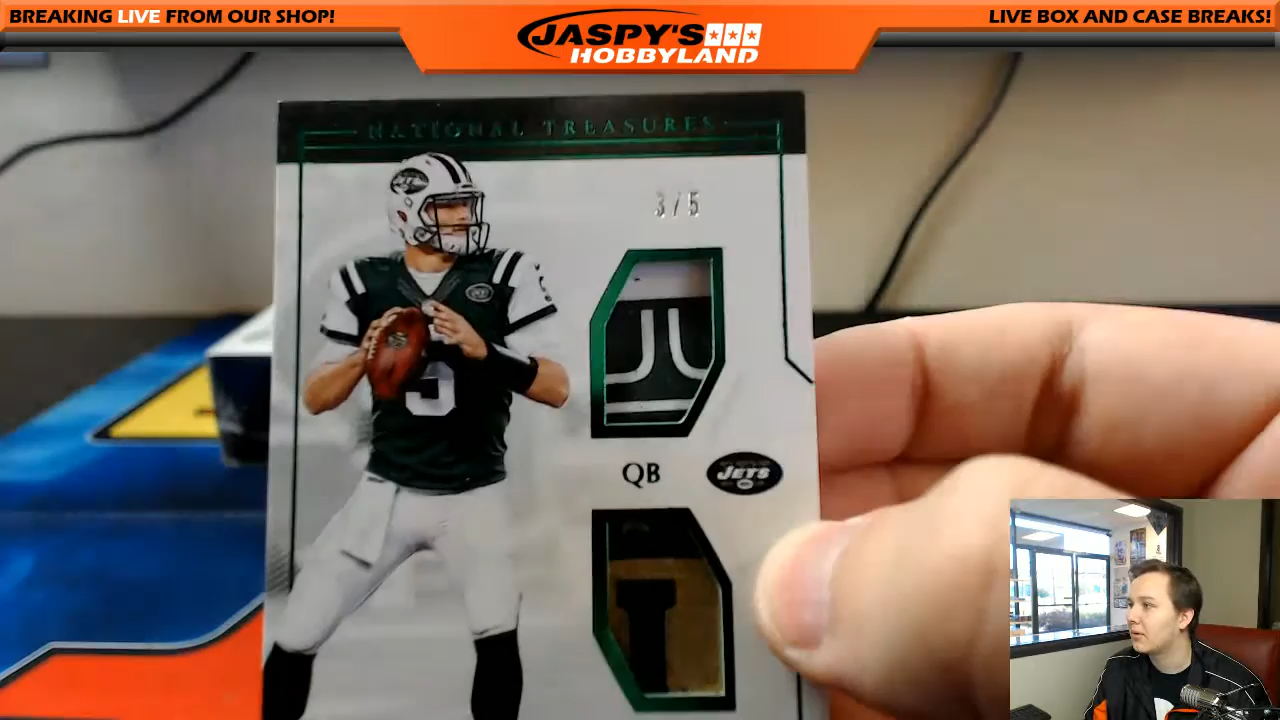 BREAKING LIVE FROM OUR SHOP!
JASPY'S
HOBBYLAND
LIVE BOX AND CASE BREAKS!
NATIONAL TREASURES
3/5
QB
JETS